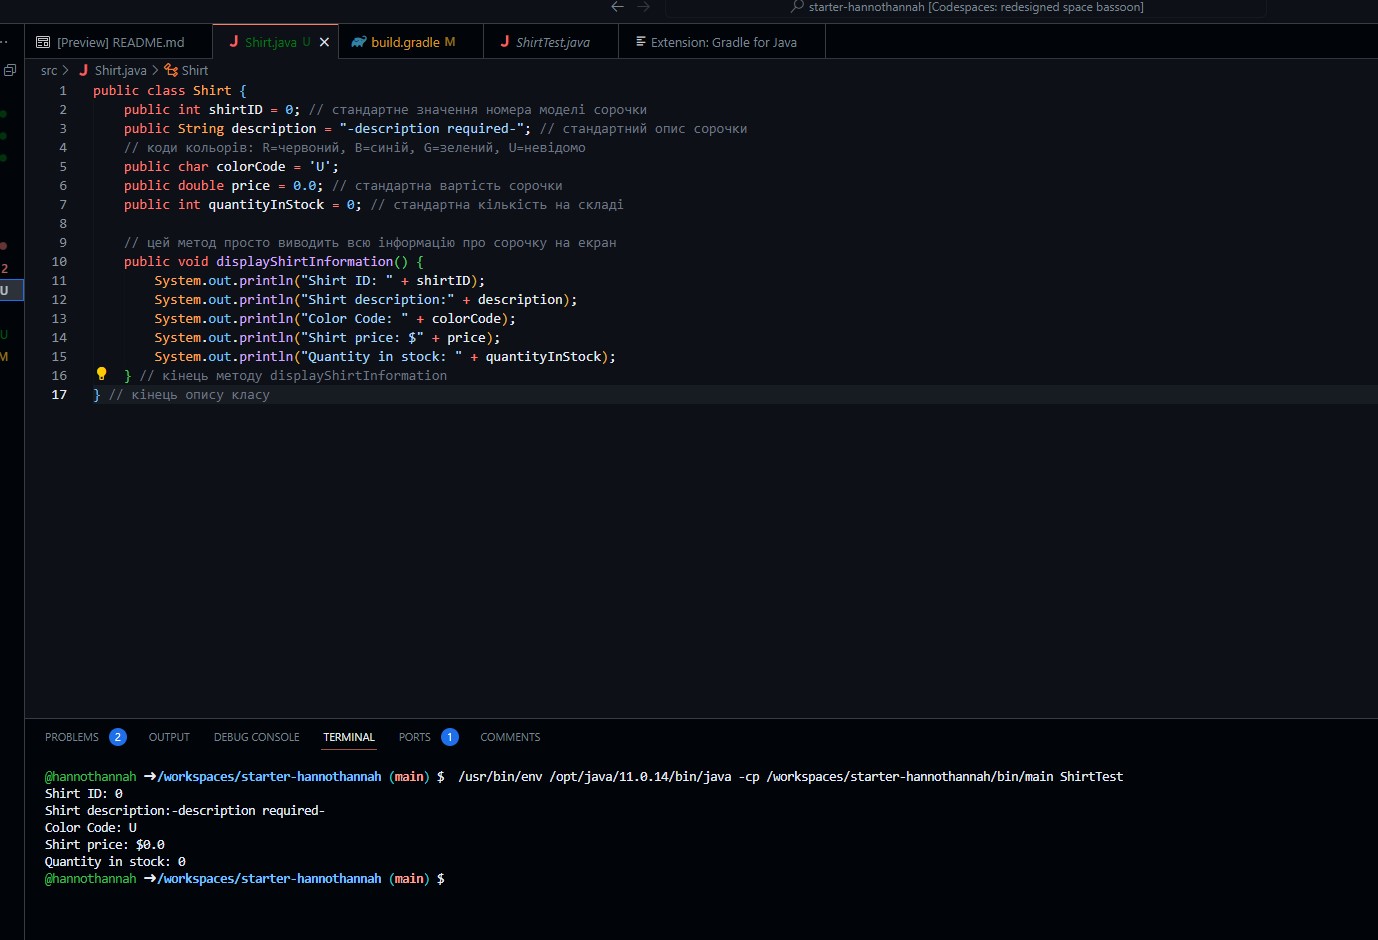 starter-hannothannah [Codespaces: redesigned space bassoon]
[Preview] README.md
Shirt.java U
build.gradle M
ShirtTest.java
Extension: Gradle for Java
src > Shirt.java > Shirt
1 public class Shirt {
2 public int shirtID = 0; // стандартне значення номера моделі сорочки
3 public String description = "-description required-"; // стандартний опис сорочки
4 // коди кольорів: R=червоний, B=синій, G=зелений, U=невідомо
5 public char colorCode = 'U';
6 public double price = 0.0; // стандартна вартість сорочки
7 public int quantityInStock = 0; // стандартна кількість на складі
8
9 // цей метод просто виводить всю інформацію про сорочку на екран
10 public void displayShirtInformation() {
11 System.out.println("Shirt ID: " + shirtID);
12 System.out.println("Shirt description:" + description);
13 System.out.println("Color Code: " + colorCode);
14 System.out.println("Shirt price: $" + price);
15 System.out.println("Quantity in stock: " + quantityInStock);
16 } // кінець методу displayShirtInformation
17 } // кінець опису класу
2
U
U
M
PROBLEMS 2 OUTPUT DEBUG CONSOLE TERMINAL PORTS 1 COMMENTS
@hannothannah ➜/workspaces/starter-hannothannah (main) $ /usr/bin/env /opt/java/11.0.14/bin/java -cp /workspaces/starter-hannothannah/bin/main ShirtTest
Shirt ID: 0
Shirt description:-description required-
Color Code: U
Shirt price: $0.0
Quantity in stock: 0
@hannothannah ➜/workspaces/starter-hannothannah (main) $